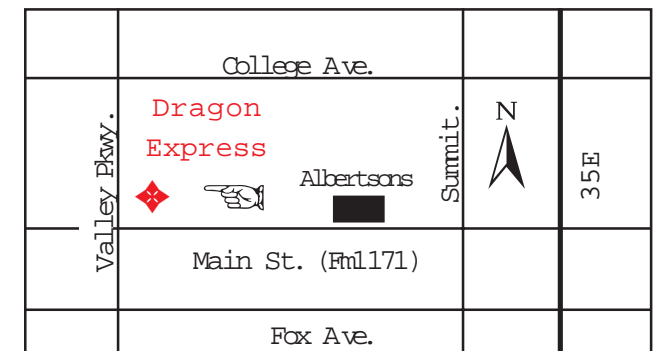 College Ave.
Dragon
Express
Valley Pkwy.
Albertsons
Summit.
N
35E
Main St. (Fm1171)
Fox Ave.